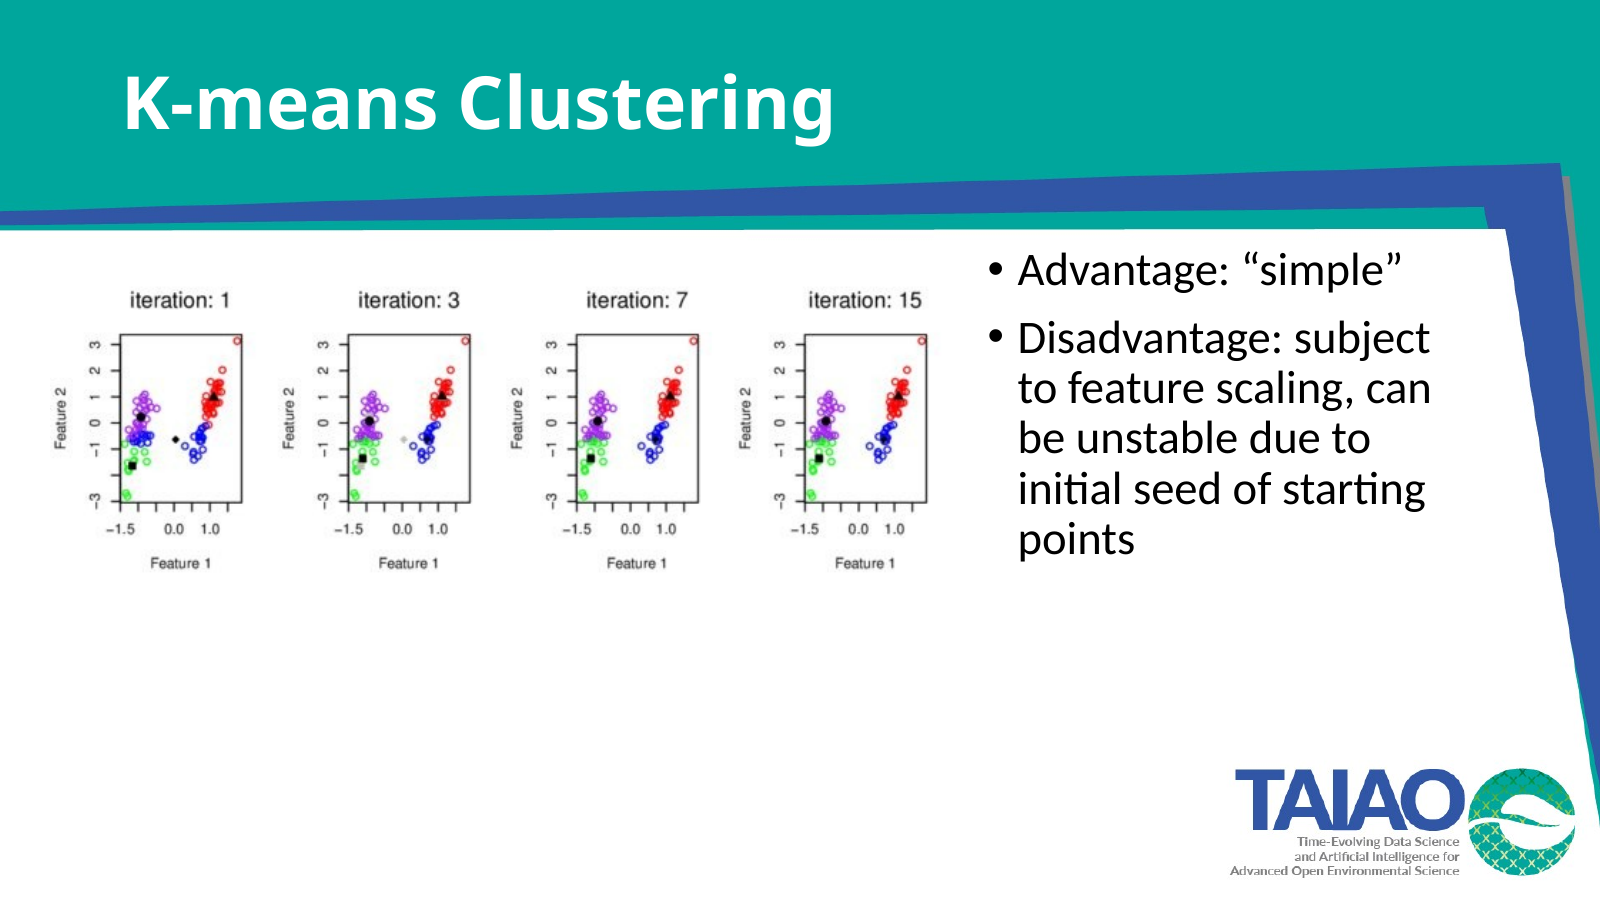 K-means Clustering
iteration: 1
iteration: 3
iteration: 7
iteration: 15
Feature 2
3
2
1
0
−1
−3
−1.5 0.0 1.0
Feature 1
Feature 2
3
2
1
0
−1
−3
−1.5 0.0 1.0
Feature 1
Feature 2
3
2
1
0
−1
−3
−1.5 0.0 1.0
Feature 1
Feature 2
3
2
1
0
−1
−3
−1.5 0.0 1.0
Feature 1
• Advantage: “simple”
• Disadvantage: subject
to feature scaling, can
be unstable due to
initial seed of starting
points
TAIAO
Time-Evolving Data Science
and Artificial Intelligence for
Advanced Open Environmental Science